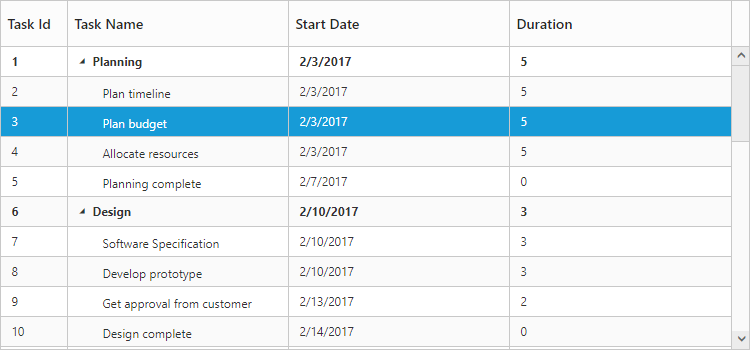 Task Id Task Name Start Date Duration
1 Planning 2/3/2017 5
2 Plan timeline 2/3/2017 5
3 Plan budget 2/3/2017 5
4 Allocate resources 2/3/2017 5
5 Planning complete 2/7/2017 0
6 Design 2/10/2017 3
7 Software Specification 2/10/2017 3
8 Develop prototype 2/10/2017 3
9 Get approval from customer 2/13/2017 2
10 Design complete 2/14/2017 0